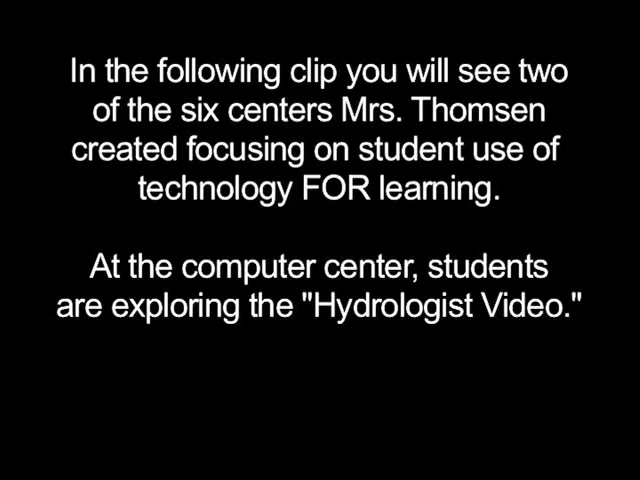 In the following clip you will see two
of the six centers Mrs. Thomsen
created focusing on student use of
technology FOR learning.
At the computer center, students
are exploring the "Hydrologist Video."